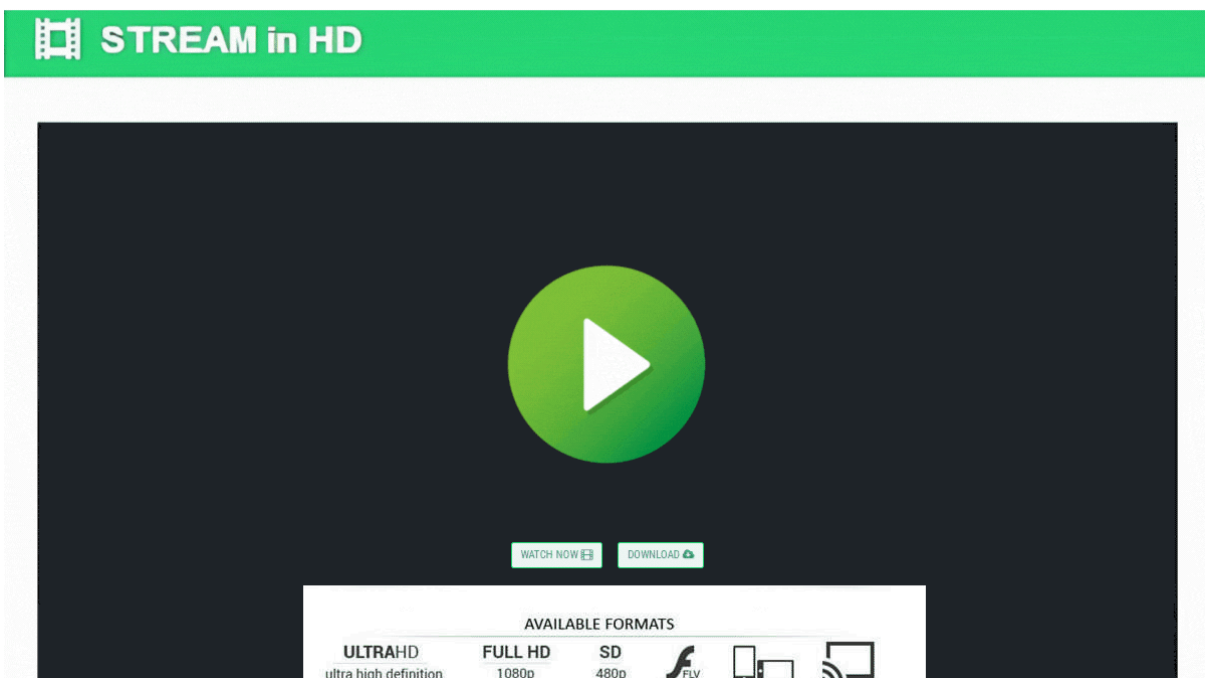 STREAM in HD
WATCH NOW
DOWNLOAD
AVAILABLE FORMATS
ULTRAHD FULL HD SD
ultra high definition 1080p 480p FLV